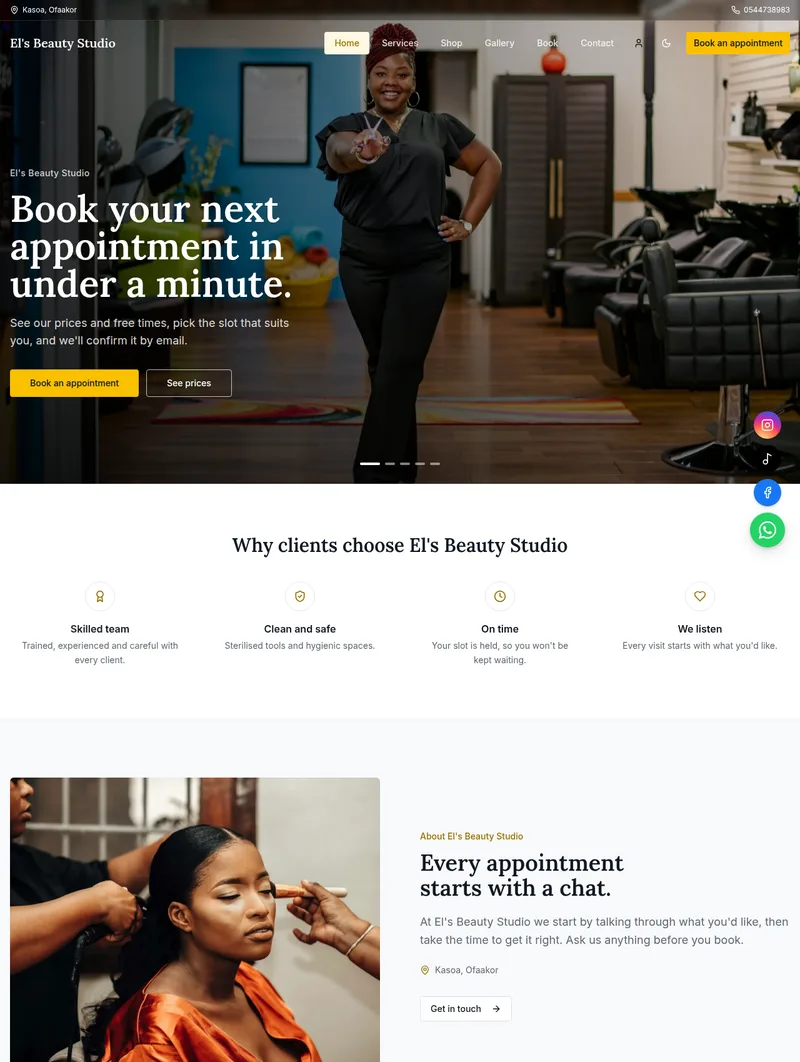 Kasoa, Ofaakor
0544738983
El's Beauty Studio
Home
Services
Shop
Gallery
Book
Contact
Book an appointment
El's Beauty Studio
Book your next
appointment in
under a minute.
See our prices and free times, pick the slot that suits
you, and we'll confirm it by email.
Book an appointment
See prices
Why clients choose El's Beauty Studio
Skilled team
Trained, experienced and careful with
every client.
Clean and safe
Sterilised tools and hygienic spaces.
On time
Your slot is held, so you won't be
kept waiting.
We listen
Every visit starts with what you'd like.
About El's Beauty Studio
Every appointment
starts with a chat.
At El's Beauty Studio we start by talking through what you'd like, then
take the time to get it right. Ask us anything before you book.
Kasoa, Ofaakor
Get in touch